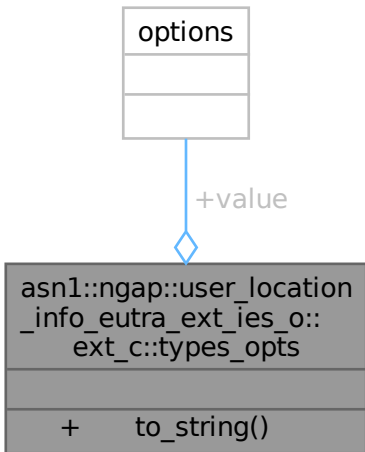 options
+value
asn1::ngap::user_location
_info_eutra_ext_ies_o::
ext_c::types_opts
+ to_string()